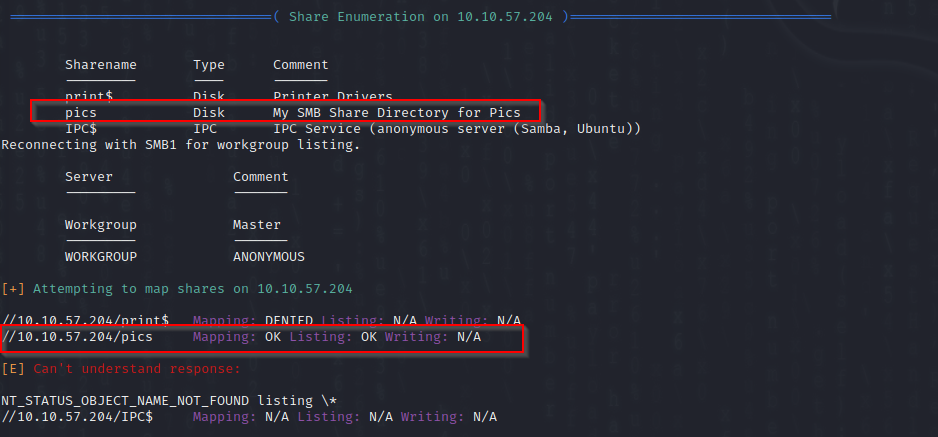 ( Share Enumeration on 10.10.57.204 )
Sharename Type Comment
print$ Disk Printer Drivers
pics Disk My SMB Share Directory for Pics
IPC$ IPC IPC Service (anonymous server (Samba, Ubuntu))
Reconnecting with SMB1 for workgroup listing.
Server Comment
Workgroup Master
WORKGROUP ANONYMOUS
[+] Attempting to map shares on 10.10.57.204
//10.10.57.204/print$ Mapping: DENIED Listing: N/A Writing: N/A
//10.10.57.204/pics Mapping: OK Listing: OK Writing: N/A
[E] Can't understand response:
NT_STATUS_OBJECT_NAME_NOT_FOUND listing \*
//10.10.57.204/IPC$ Mapping: N/A Listing: N/A Writing: N/A